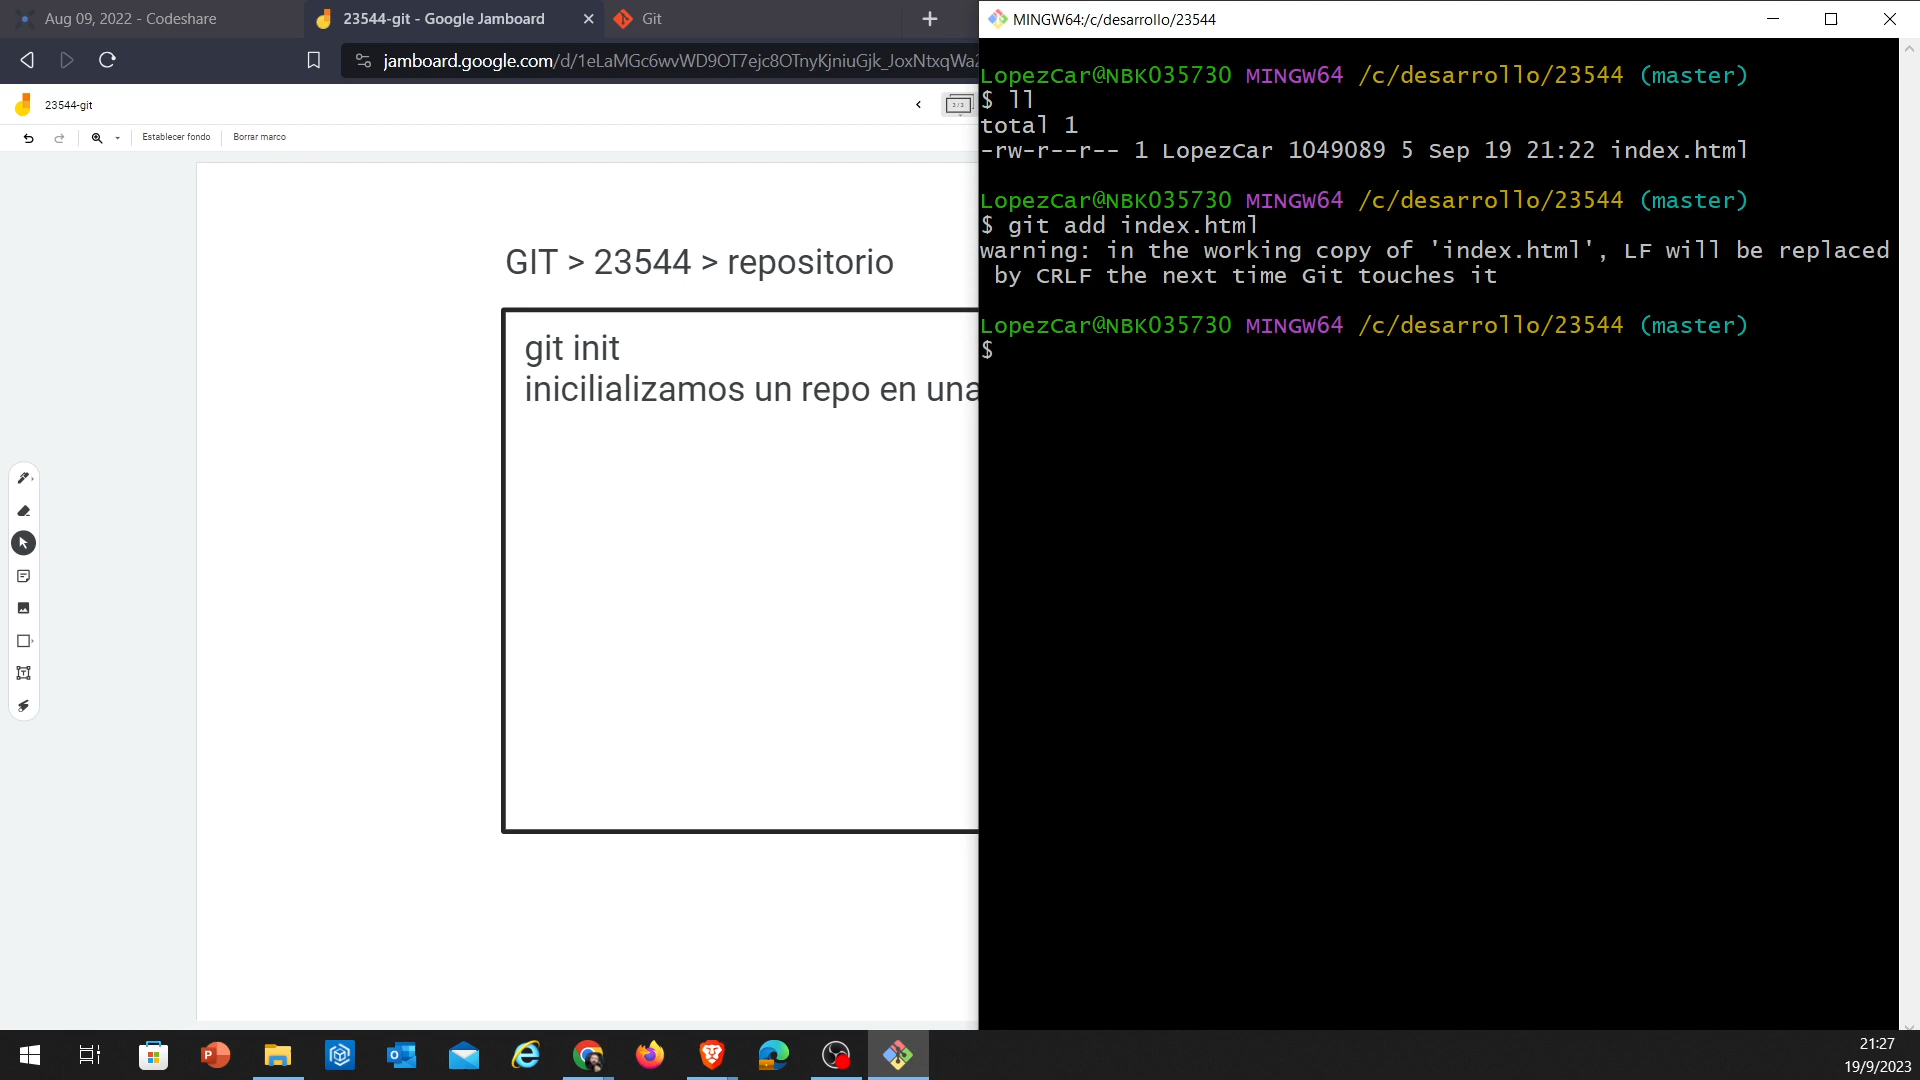 Aug 09, 2022 - Codeshare
23544-git - Google Jamboard
Git
MINGW64:/c/desarrollo/23544
jamboard.google.com/d/1eLaMGc6wvWD9OT7ejc8OTnyKjniuGjk_JoxNtxqWa
23544-git
2 / 3
Establecer fondo
Borrar marco
GIT > 23544 > repositorio
git init
inicilializamos un repo en una
LopezCar@NBK035730 MINGW64 /c/desarrollo/23544 (master)
$ ll
total 1
-rw-r--r-- 1 LopezCar 1049089 5 Sep 19 21:22 index.html
LopezCar@NBK035730 MINGW64 /c/desarrollo/23544 (master)
$ git add index.html
warning: in the working copy of 'index.html', LF will be replaced
by CRLF the next time Git touches it
LopezCar@NBK035730 MINGW64 /c/desarrollo/23544 (master)
$
21:27
19/9/2023